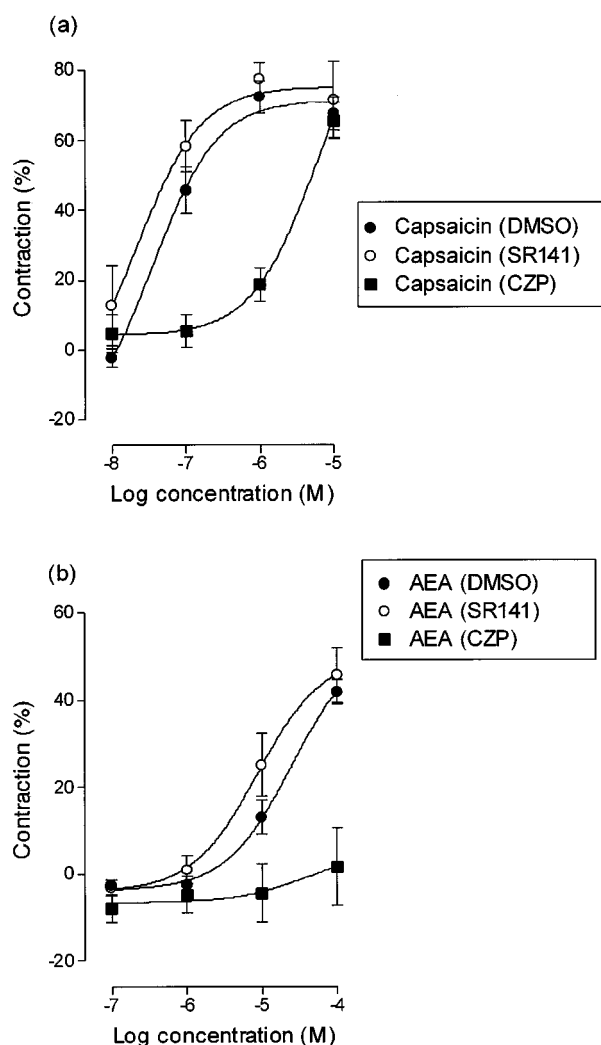 (a)
80
60
40
20
0
-20
Contraction (%)
-8
-7
-6
-5
Log concentration (M)
Capsaicin (DMSO)
Capsaicin (SR141)
Capsaicin (CZP)
(b)
AEA (DMSO)
AEA (SR141)
AEA (CZP)
60
40
20
0
-20
Contraction (%)
-7
-6
-5
-4
Log concentration (M)